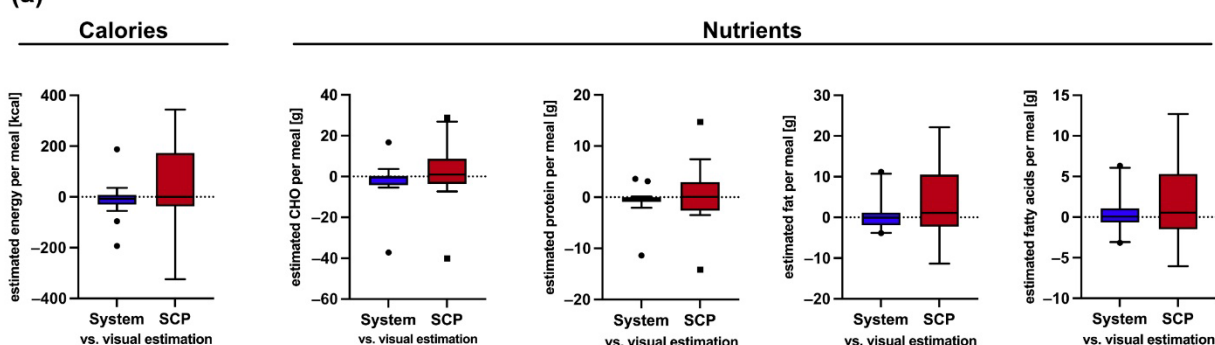 (a)
Calories
Nutrients
estimated energy per meal [kcal]
400
200
0
–200
–400
System SCP
vs. visual estimation
estimated CHO per meal [g]
40
20
0
–20
–40
–60
System SCP
vs. visual estimation
estimated protein per meal [g]
20
10
0
–10
–20
System SCP
vs. visual estimation
estimated fat per meal [g]
30
20
10
0
–10
–20
System SCP
vs. visual estimation
estimated fatty acids per meal [g]
15
10
5
0
–5
–10
System SCP
vs. visual estimation